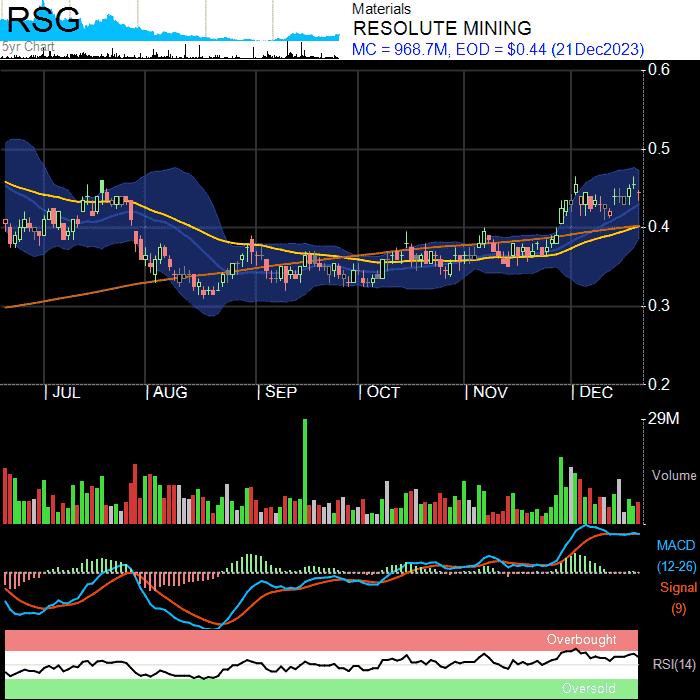 RSG
5yr Chart
Materials
RESOLUTE MINING
MC = 968.7M, EOD = $0.44 (21Dec2023)
0.6
0.5
0.4
0.3
0.2
JUL
AUG
SEP
OCT
NOV
DEC
29M
Volume
MACD
(12-26)
Signal
(9)
Overbought
RSI(14)
Oversold